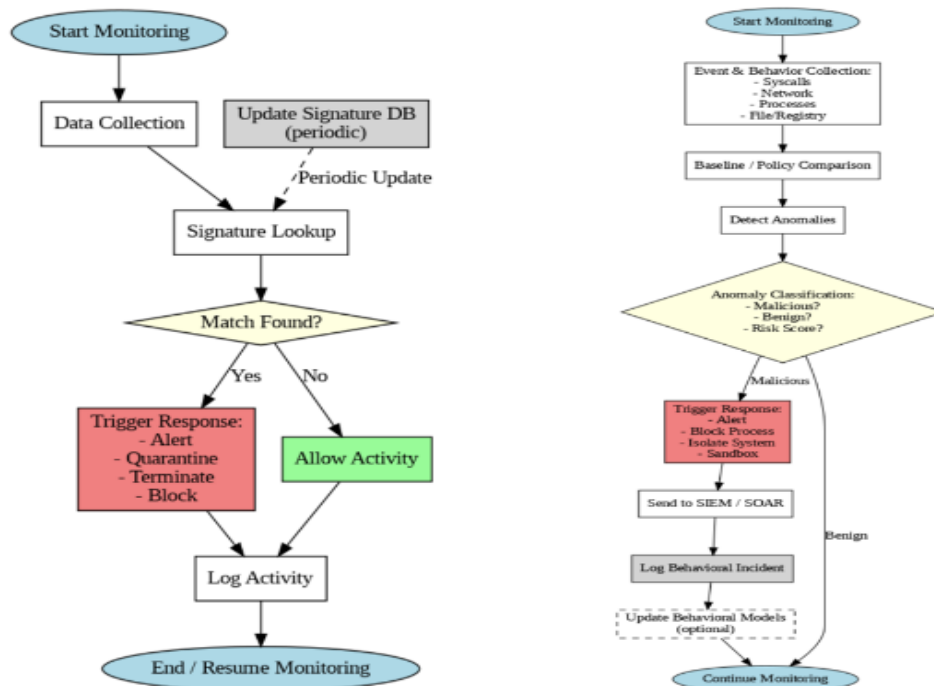 Start Monitoring
Data Collection
Update Signature DB
(periodic)
Periodic Update
Signature Lookup
Match Found?
Yes
No
Trigger Response:
- Alert
- Quarantine
- Terminate
- Block
Allow Activity
Log Activity
End / Resume Monitoring
Start Monitoring
Event & Behavior Collection:
- Syscalls
- Network
- Processes
- File/Registry
Baseline / Policy Comparison
Detect Anomalies
Anomaly Classification:
- Malicious?
- Benign?
- Risk Score?
Malicious
Trigger Response:
- Alert
- Block Process
- Isolate System
- Sandbox
Send to SIEM / SOAR
Benign
Log Behavioral Incident
Update Behavioral Models
(optional)
Continue Monitoring